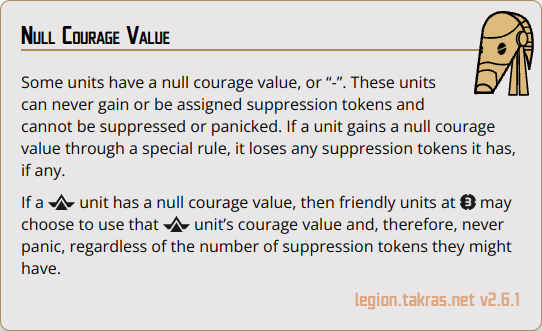 Null Courage Value
Some units have a null courage value, or “-”. These units
can never gain or be assigned suppression tokens and
cannot be suppressed or panicked. If a unit gains a null courage
value through a special rule, it loses any suppression tokens it has,
if any.
If a unit has a null courage value, then friendly units at 3 may
choose to use that unit’s courage value and, therefore, never
panic, regardless of the number of suppression tokens they might
have.
legion.takras.net v2.6.1